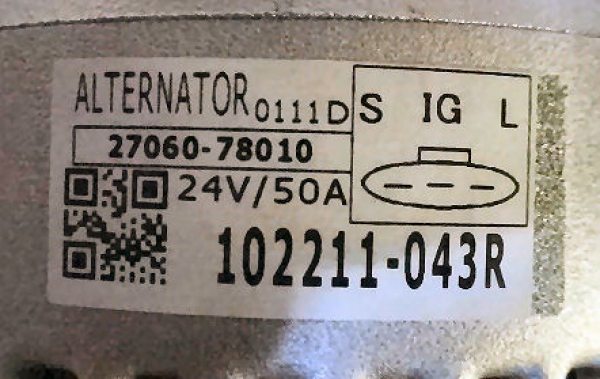 ALTERNATOR 0111D
S IG L
27060-78010
24V/50A
102211-043R